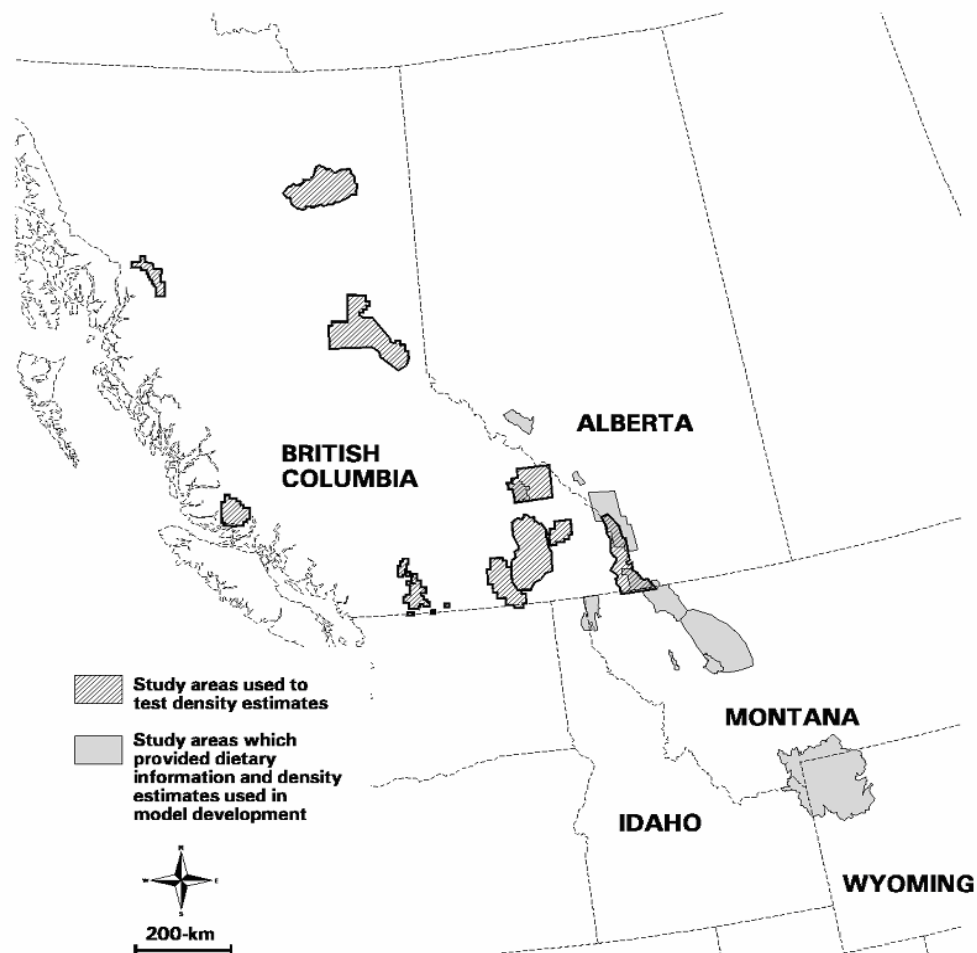 ALBERTA
BRITISH
COLUMBIA
Study areas used to
test density estimates
Study areas which
provided dietary
information and density
estimates used in
model development
MONTANA
IDAHO
WYOMING
N
W
E
S
200-km